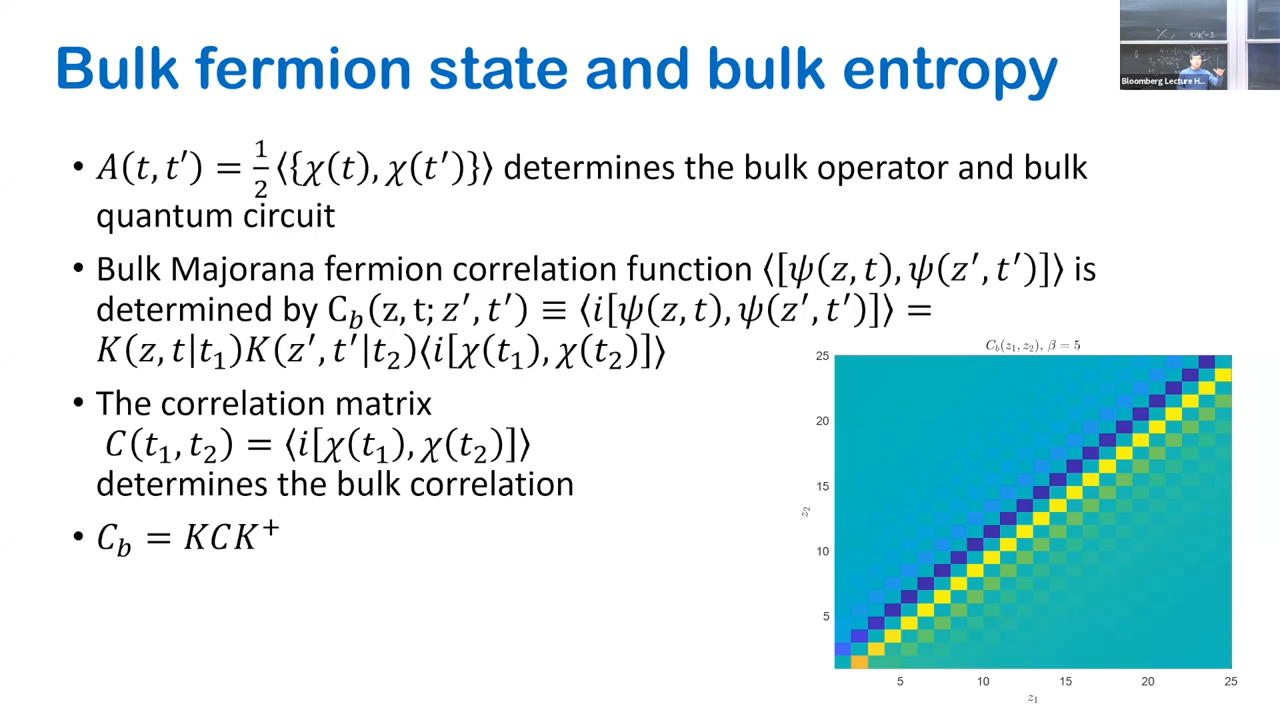 Bulk fermion state and bulk entropy
Bloomberg Lecture H...
• A(t, t′) = 1/2 ⟨{χ(t), χ(t′)}⟩ determines the bulk operator and bulk
quantum circuit
• Bulk Majorana fermion correlation function ⟨[ψ(z, t), ψ(z′, t′)]⟩ is
determined by C_b(z, t; z′, t′) ≡ ⟨i[ψ(z, t), ψ(z′, t′)]⟩ =
K(z, t|t₁)K(z′, t′|t₂)⟨i[χ(t₁), χ(t₂)]⟩
• The correlation matrix
C(t₁, t₂) = ⟨i[χ(t₁), χ(t₂)]⟩
determines the bulk correlation
• C_b = KCK⁺
C_b(z₁, z₂), β = 5
25
20
15
10
5
z₂
5 10 15 20 25
z₁